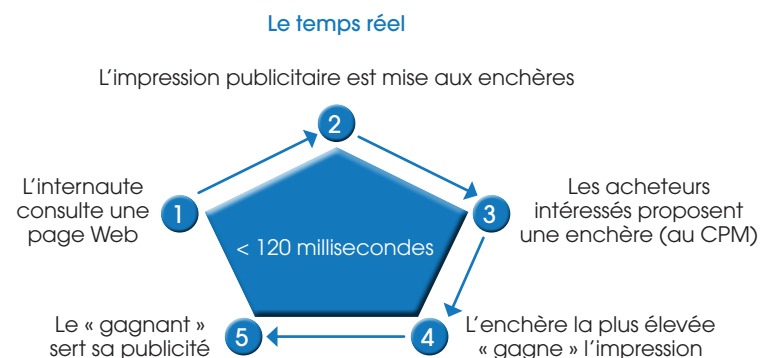 Le temps réel
L'impression publicitaire est mise aux enchères
2
L'internaute
consulte une
page Web
1
3
Les acheteurs
intéressés proposent
une enchère (au CPM)
< 120 millisecondes
Le « gagnant »
sert sa publicité
5
4
L'enchère la plus élevée
« gagne » l'impression